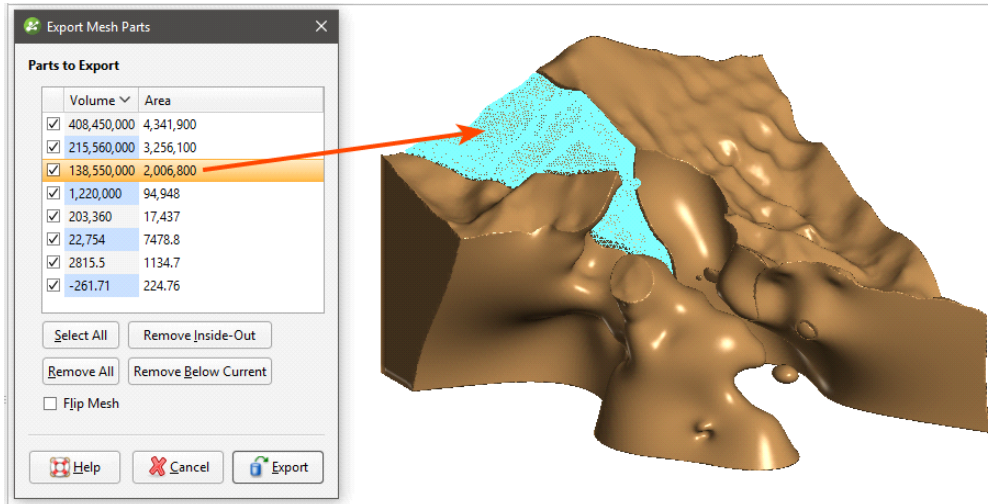 Export Mesh Parts
Parts to Export
Volume Area
408,450,000 4,341,900
215,560,000 3,256,100
138,550,000 2,006,800
1,220,000 94,948
203,360 17,437
22,754 7478.8
2815.5 1134.7
-261.71 224.76
Select All Remove Inside-Out
Remove All Remove Below Current
Flip Mesh
Help Cancel Export